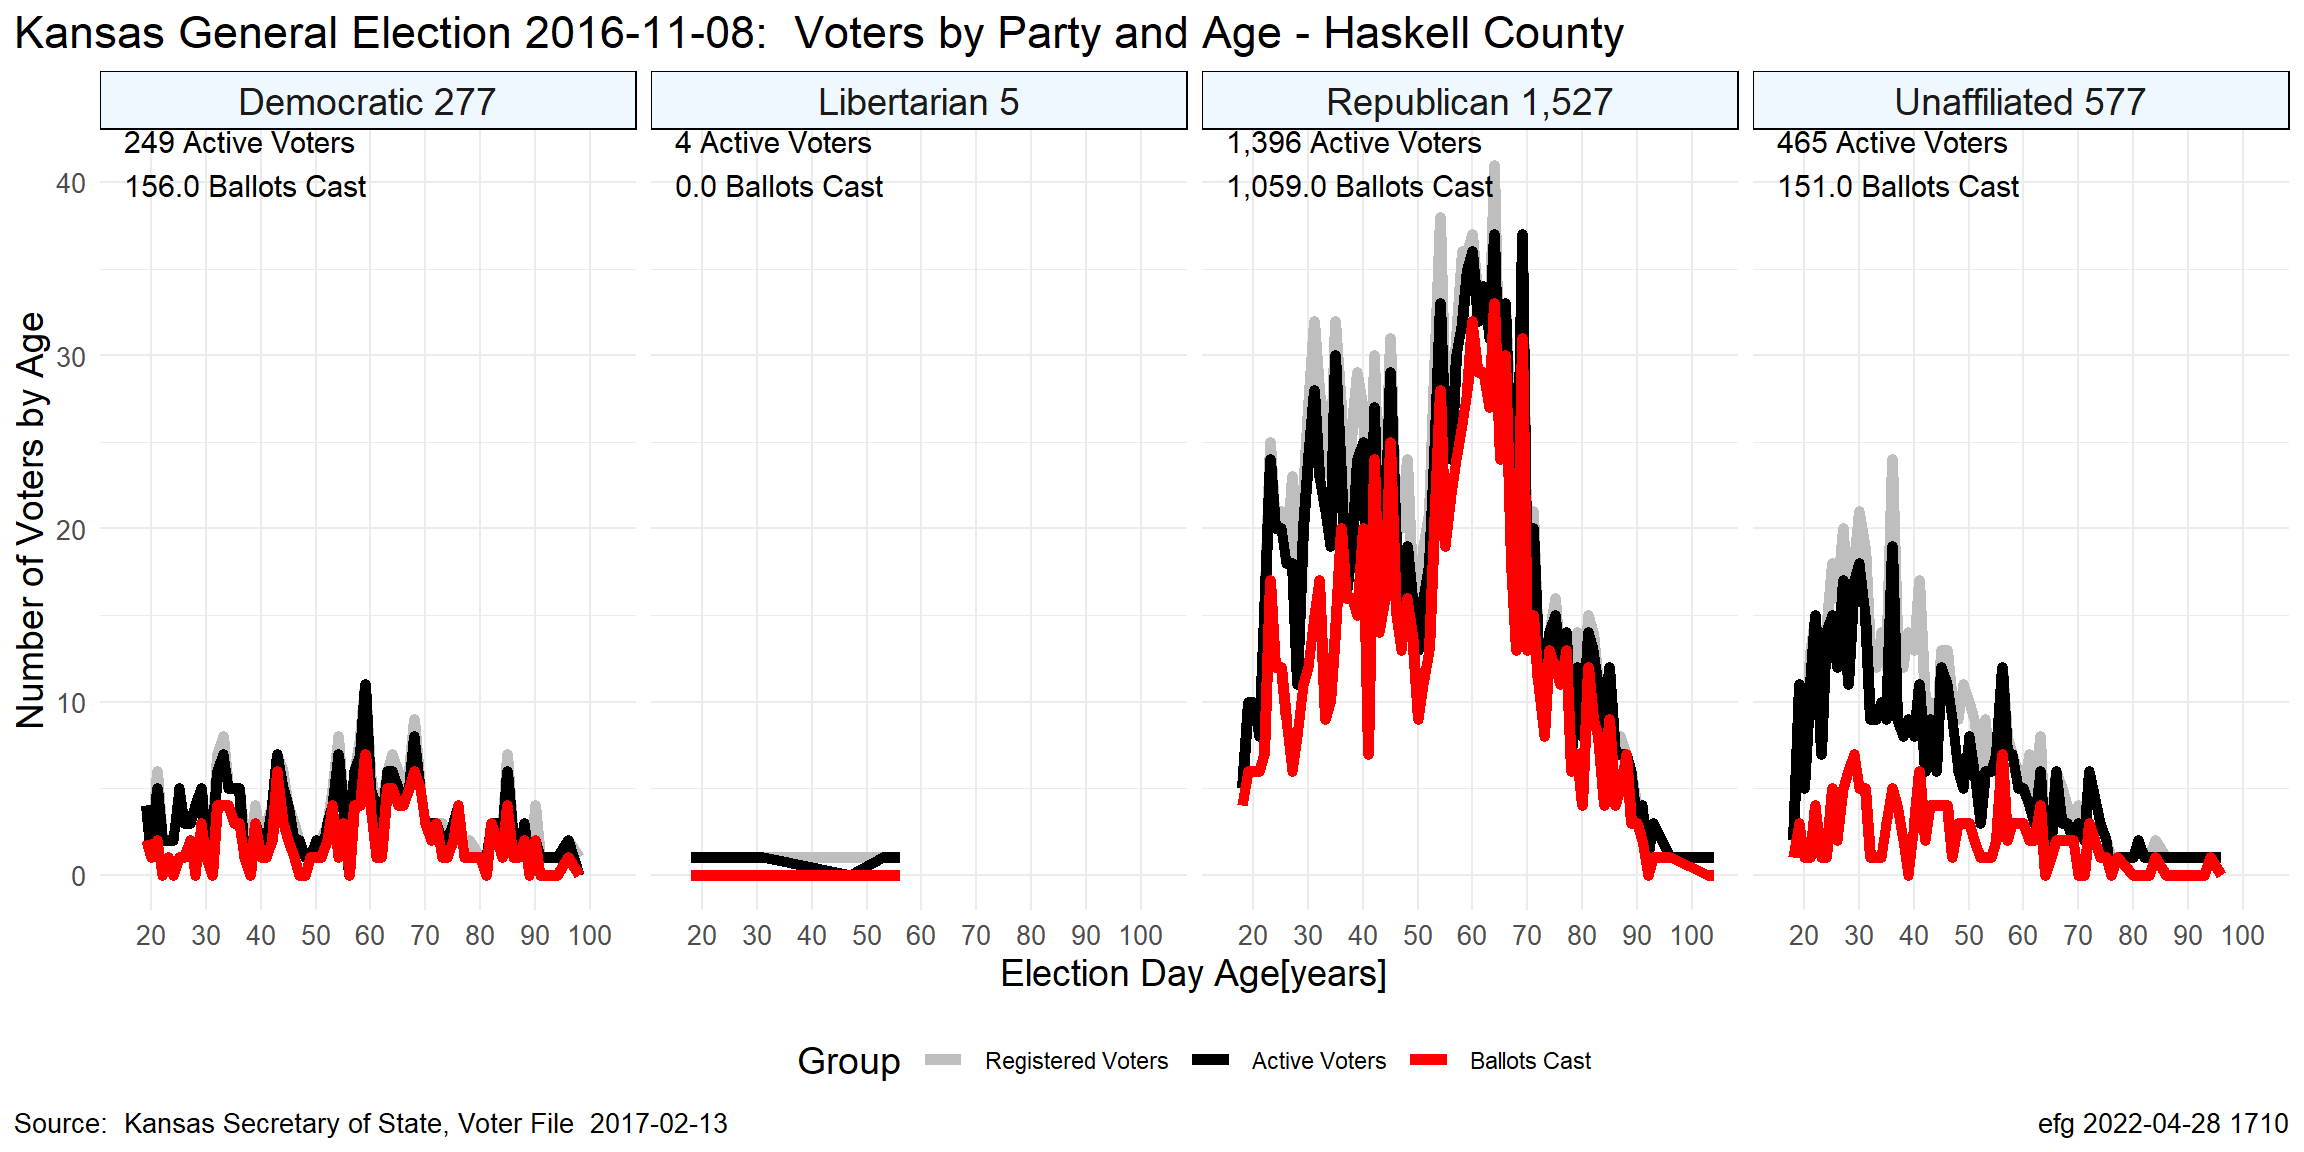 Kansas General Election 2016-11-08:  Voters by Party and Age - Haskell County
Democratic 277
Libertarian 5
Republican 1,527
Unaffiliated 577
249 Active Voters
156.0 Ballots Cast
4 Active Voters
0.0 Ballots Cast
1,396 Active Voters
1,059.0 Ballots Cast
465 Active Voters
151.0 Ballots Cast
Number of Voters by Age
40
30
20
10
0
20 30 40 50 60 70 80 90 100
20 30 40 50 60 70 80 90 100
20 30 40 50 60 70 80 90 100
20 30 40 50 60 70 80 90 100
Election Day Age[years]
Group Registered Voters Active Voters Ballots Cast
Source:  Kansas Secretary of State, Voter File  2017-02-13
efg 2022-04-28 1710